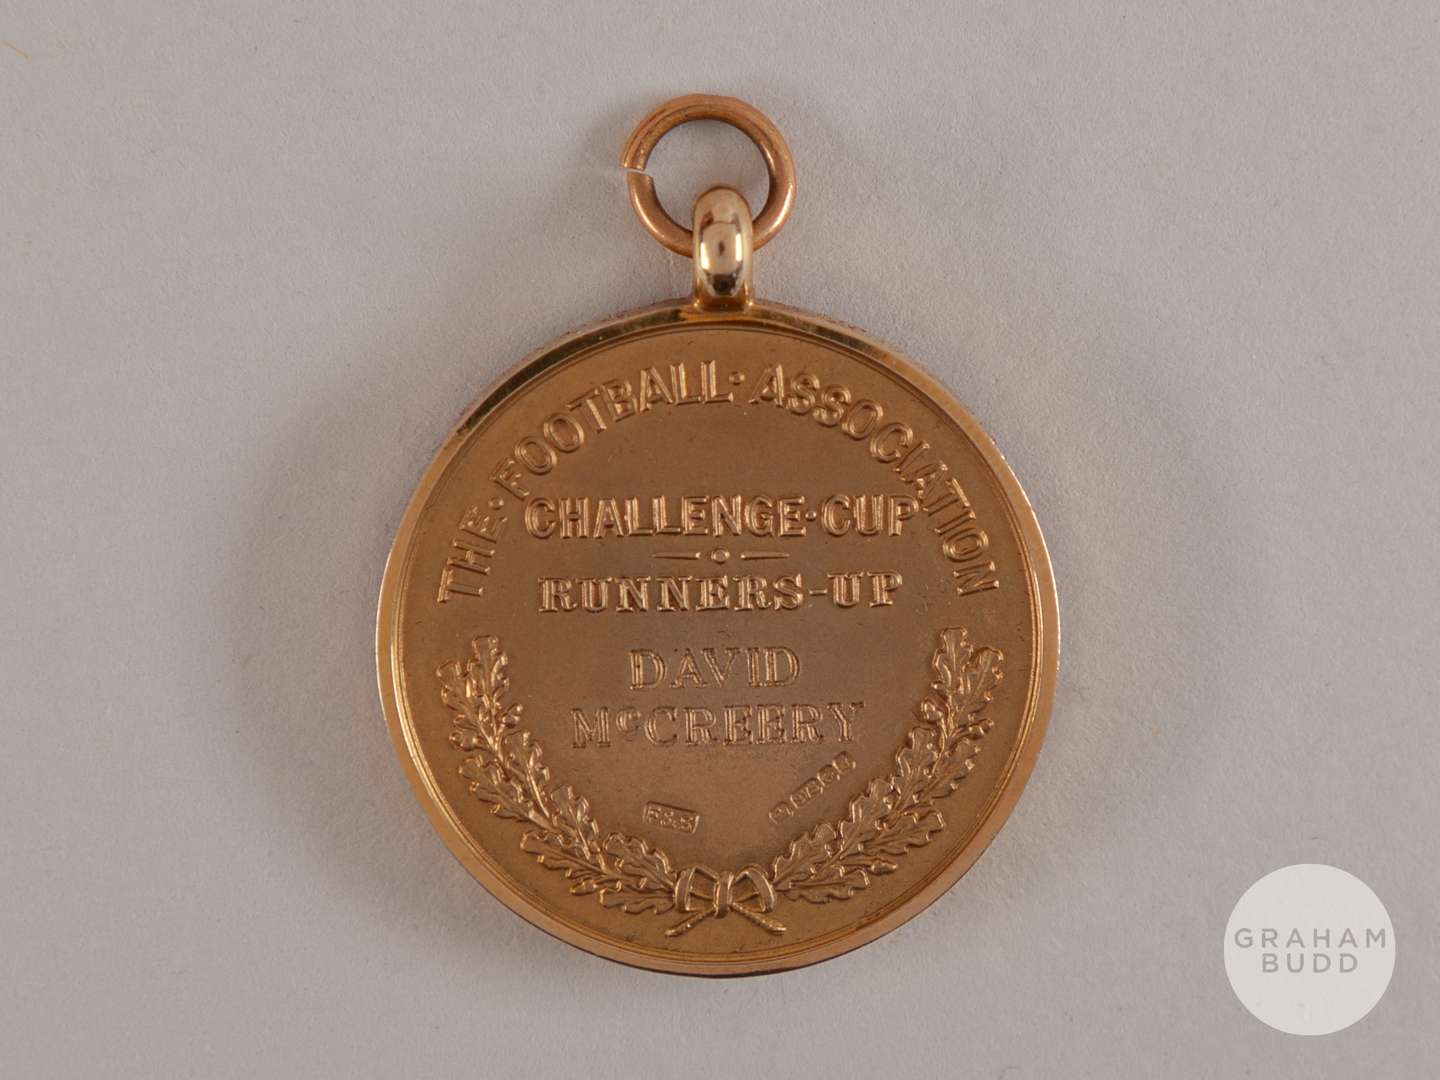 THE·FOOTBALL·ASSOCIATION
CHALLENGE·CUP
RUNNERS-UP
DAVID
McCREERY
GRAHAM
BUDD